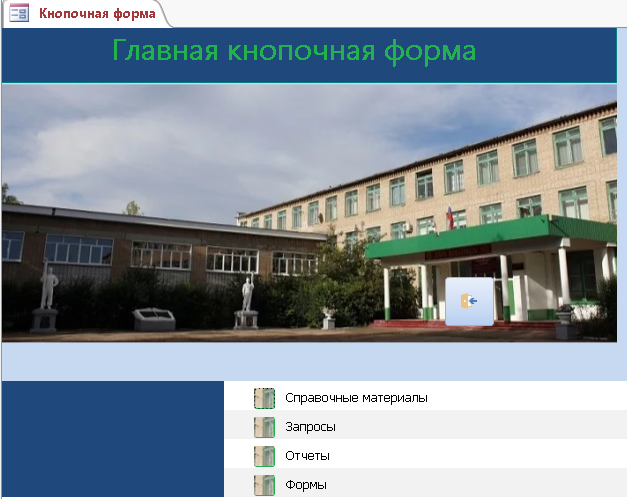 Кнопочная форма
Главная кнопочная форма
Справочные материалы
Запросы
Отчеты
Формы